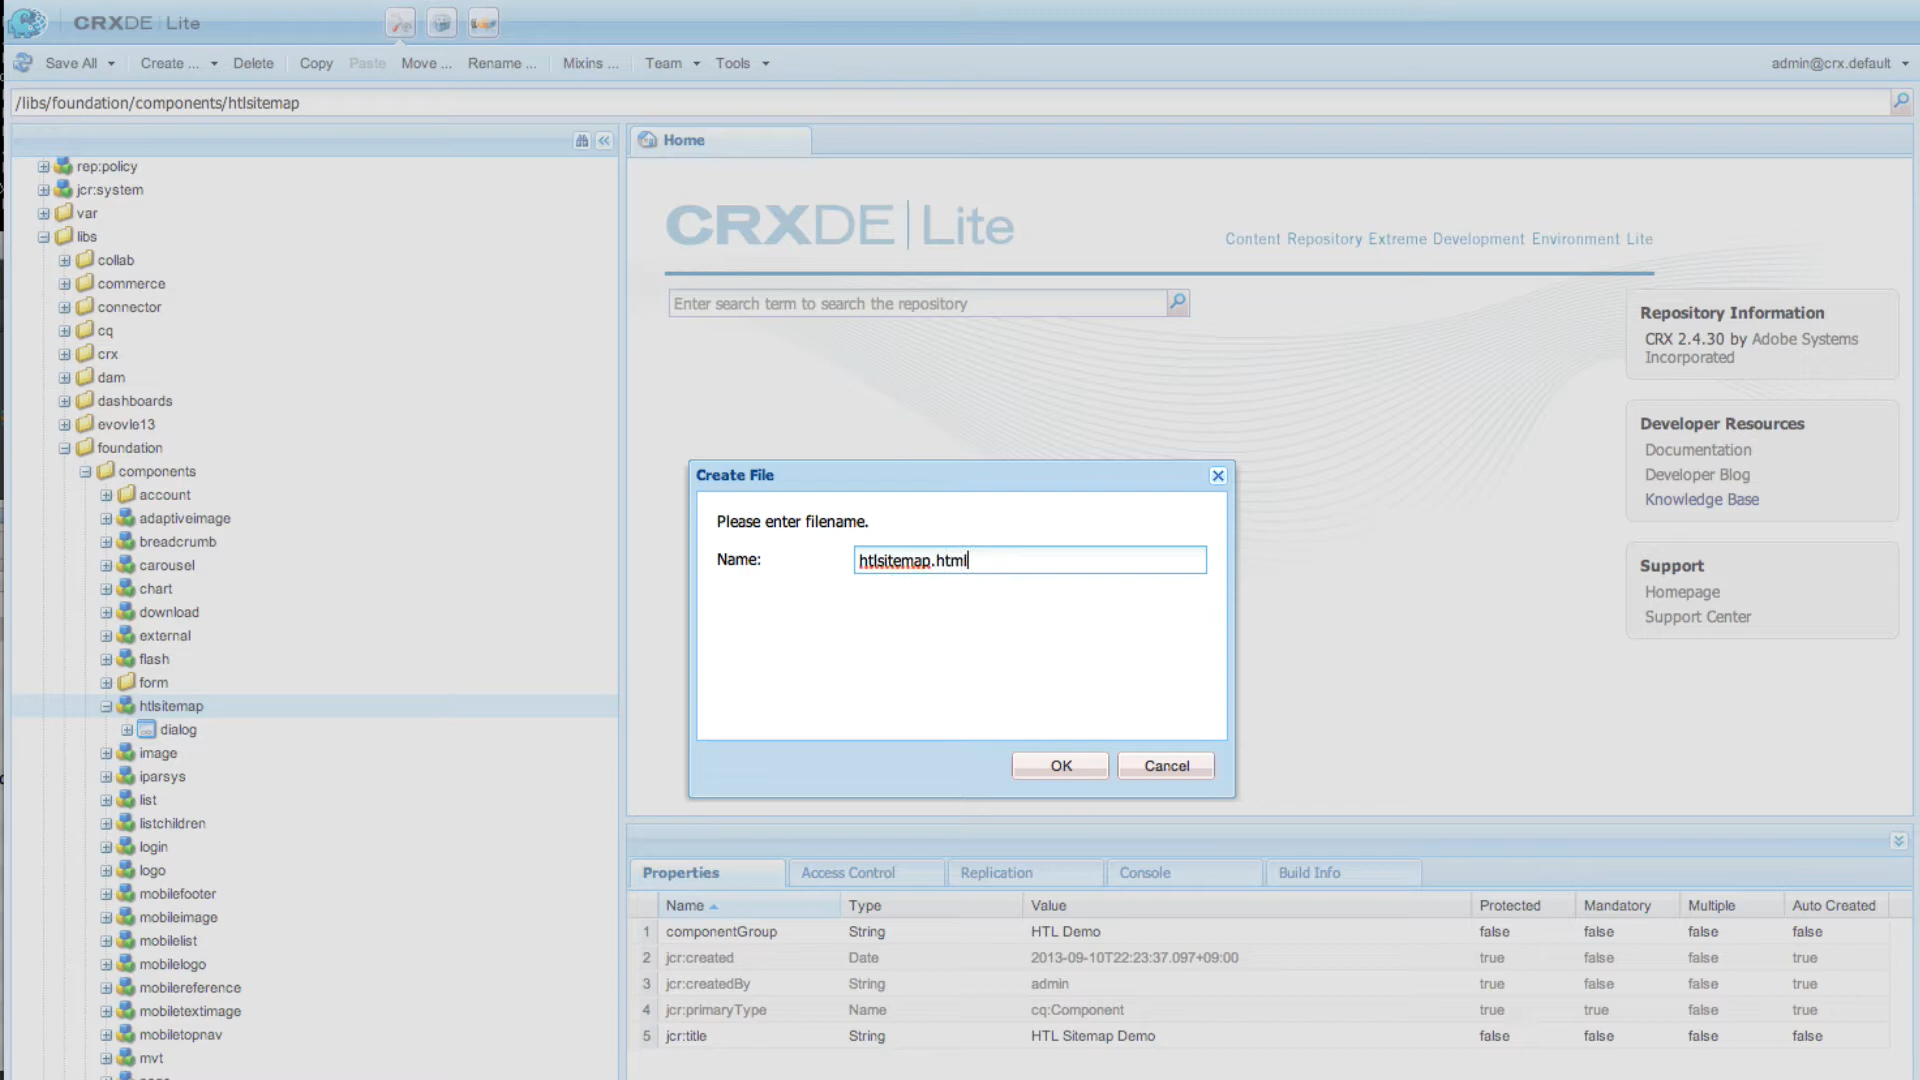 CRXDE | Lite
Save All Create ... Delete Copy Paste Move ... Rename ... Mixins ... Team Tools admin@crx.default
/libs/foundation/components/htlsitemap
rep:policy
jcr:system
var
libs
collab
commerce
connector
cq
crx
dam
dashboards
evovle13
foundation
components
account
adaptiveimage
breadcrumb
carousel
chart
download
external
flash
form
htlsitemap
dialog
image
iparsys
list
listchildren
login
logo
mobilefooter
mobileimage
mobilelist
mobilelogo
mobilereference
mobiletextimage
mobiletopnav
mvt
Home
CRXDE | Lite
Content Repository Extreme Development Environment Lite
Enter search term to search the repository
Repository Information
CRX 2.4.30 by Adobe Systems
Incorporated
Developer Resources
Documentation
Developer Blog
Knowledge Base
Support
Homepage
Support Center
Create File
Please enter filename.
Name: htlsitemap.html
OK Cancel
Properties Access Control Replication Console Build Info
Name Type Value Protected Mandatory Multiple Auto Created
1 componentGroup String HTL Demo false false false false
2 jcr:created Date 2013-09-10T22:23:37.097+09:00 true false false true
3 jcr:createdBy String admin true false false true
4 jcr:primaryType Name cq:Component true true false true
5 jcr:title String HTL Sitemap Demo false false false false